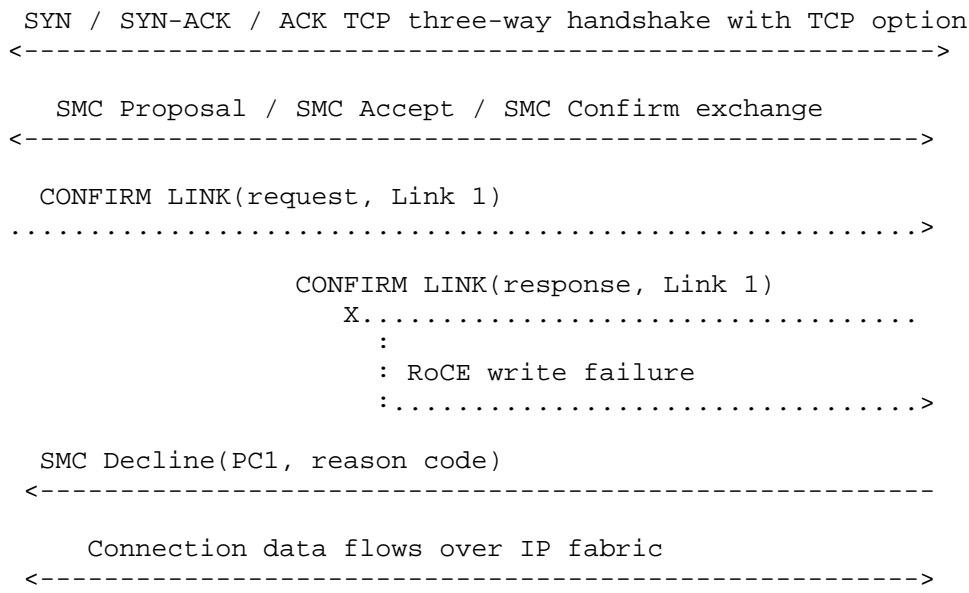 SYN / SYN-ACK / ACK TCP three-way handshake with TCP option
<--------------------------------------------------------->
SMC Proposal / SMC Accept / SMC Confirm exchange
<-------------------------------------------------------->
CONFIRM LINK(request, Link 1)
.........................................................>
CONFIRM LINK(response, Link 1)
X...................................
:
: RoCE write failure
:.................................>
SMC Decline(PC1, reason code)
<--------------------------------------------------------
Connection data flows over IP fabric
<------------------------------------------------------->